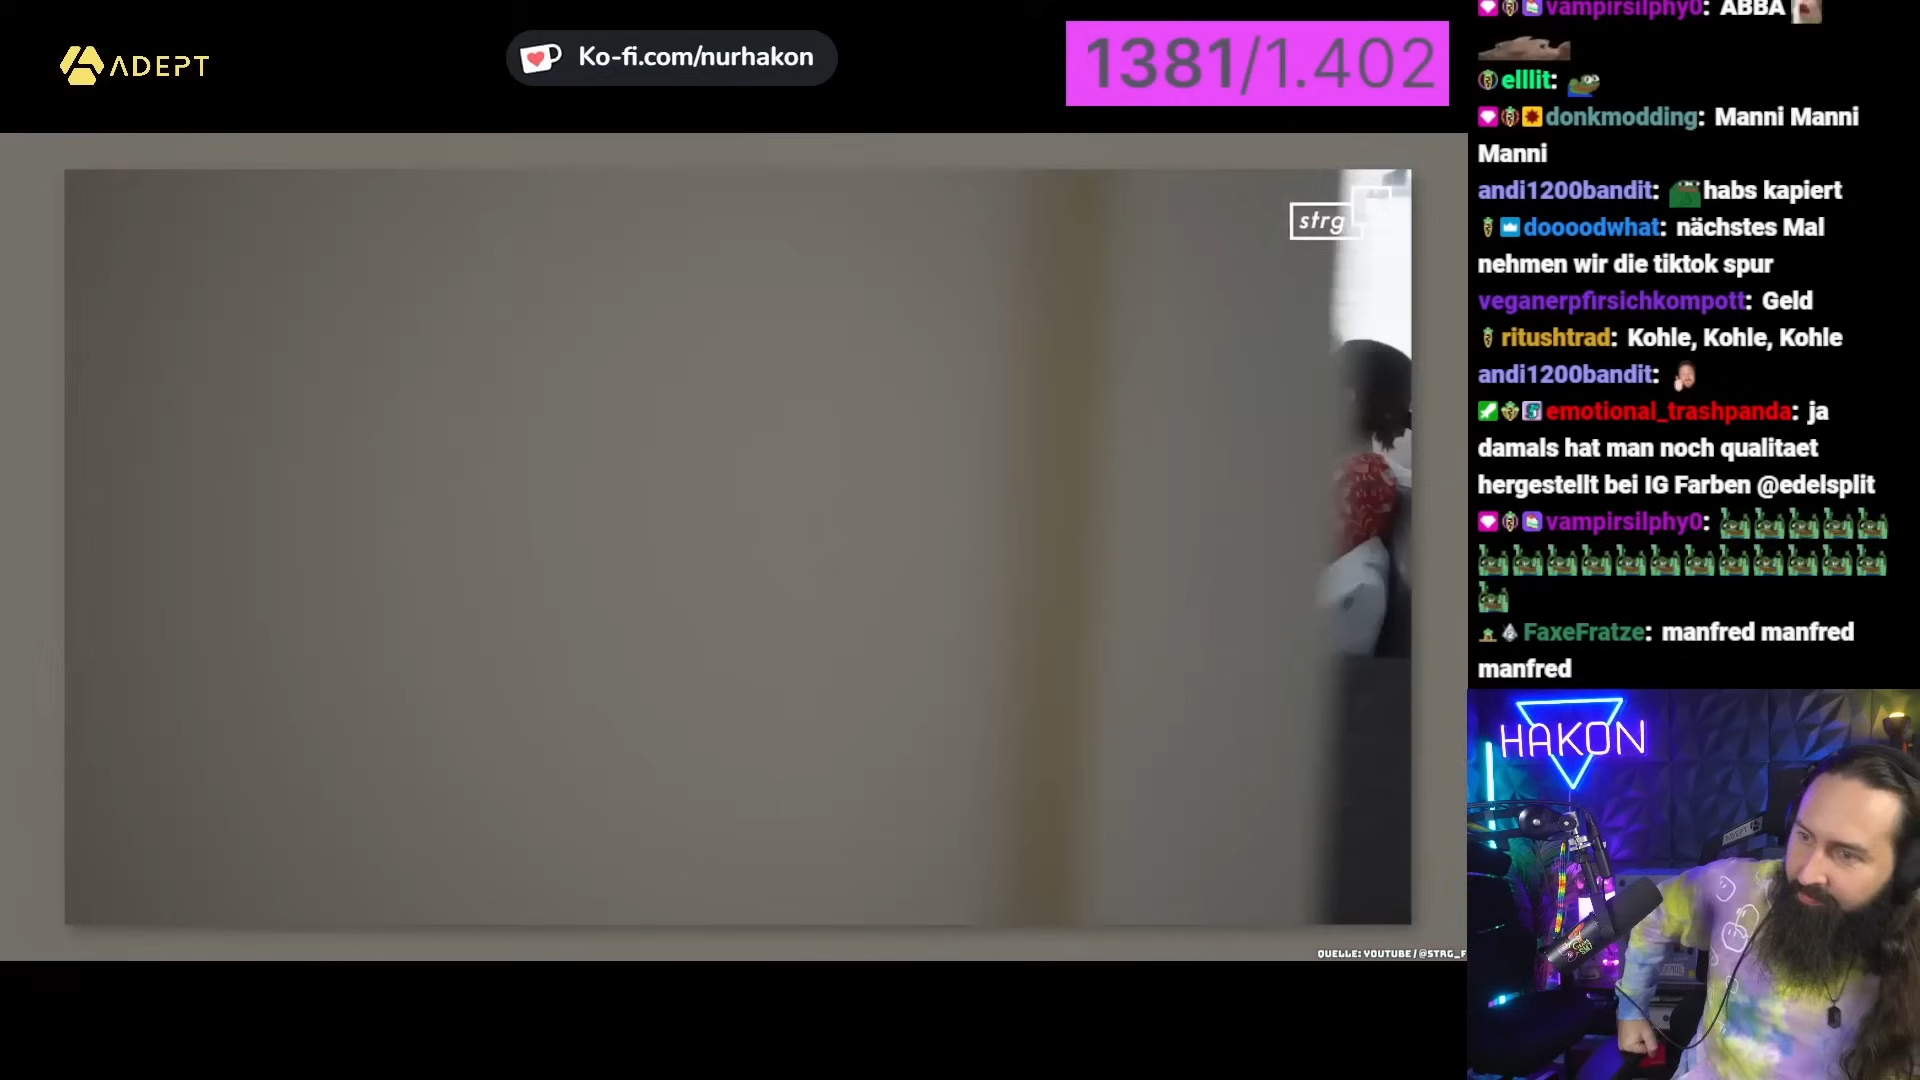 ADEPT
Ko-fi.com/nurhakon
1381/1.402
strg
QUELLE: YOUTUBE / @STRG_F
vampirsilphy0: ABBA
elllit:
donkmodding: Manni Manni
Manni
andi1200bandit: habs kapiert
doooodwhat: nächstes Mal
nehmen wir die tiktok spur
veganerpfirsichkompott: Geld
ritushtrad: Kohle, Kohle, Kohle
andi1200bandit:
emotional_trashpanda: ja
damals hat man noch qualitaet
hergestellt bei IG Farben @edelsplit
vampirsilphy0:
FaxeFratze: manfred manfred
manfred
HAKON
ADEPT